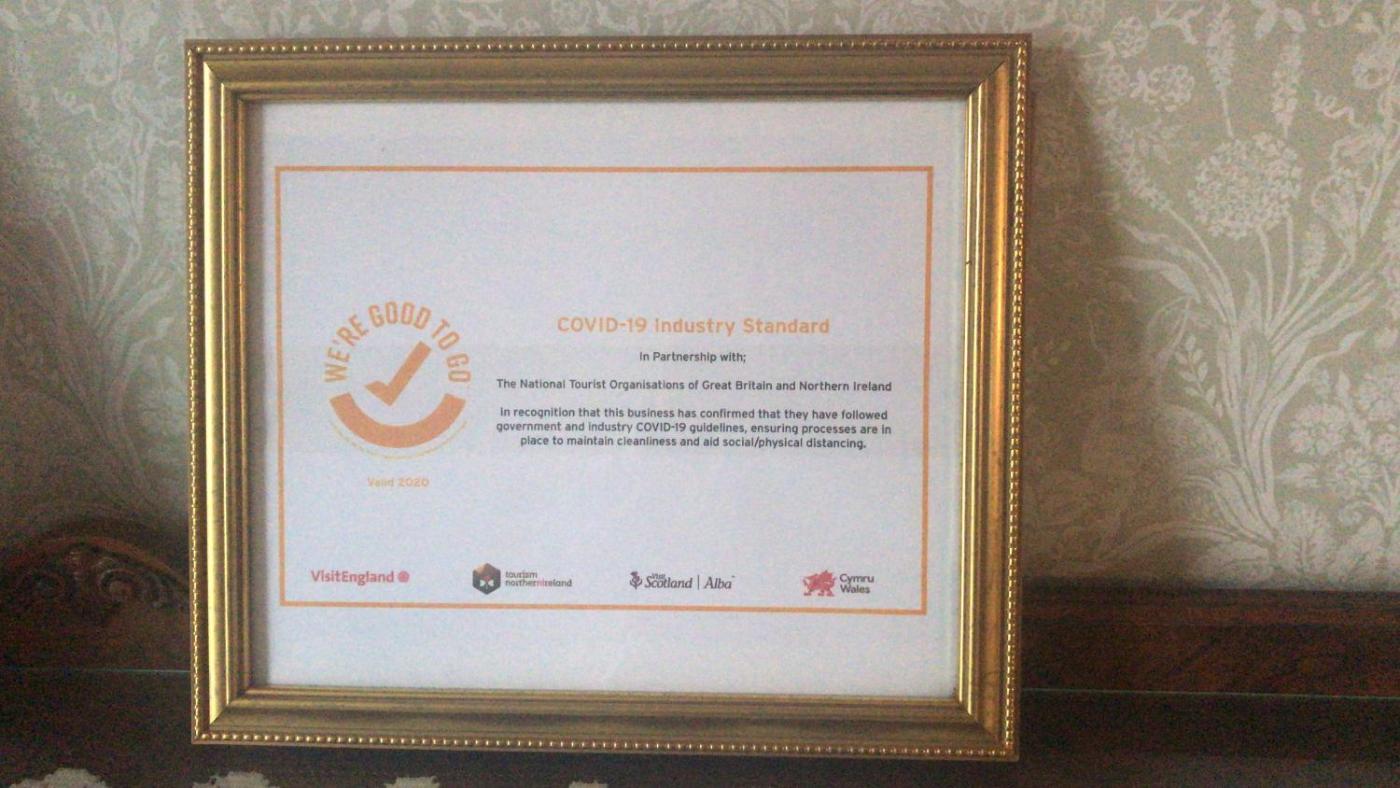 WE'RE GOOD TO GO
COVID-19 Industry Standard
In Partnership with;
The National Tourist Organisations of Great Britain and Northern Ireland
In recognition that this business has confirmed that they have followed
government and industry COVID-19 guidelines, ensuring processes are in
place to maintain cleanliness and aid social/physical distancing.
Valid 2020
VisitEngland
tourism
northernireland
Visit
Scotland | Alba
Cymru
Wales